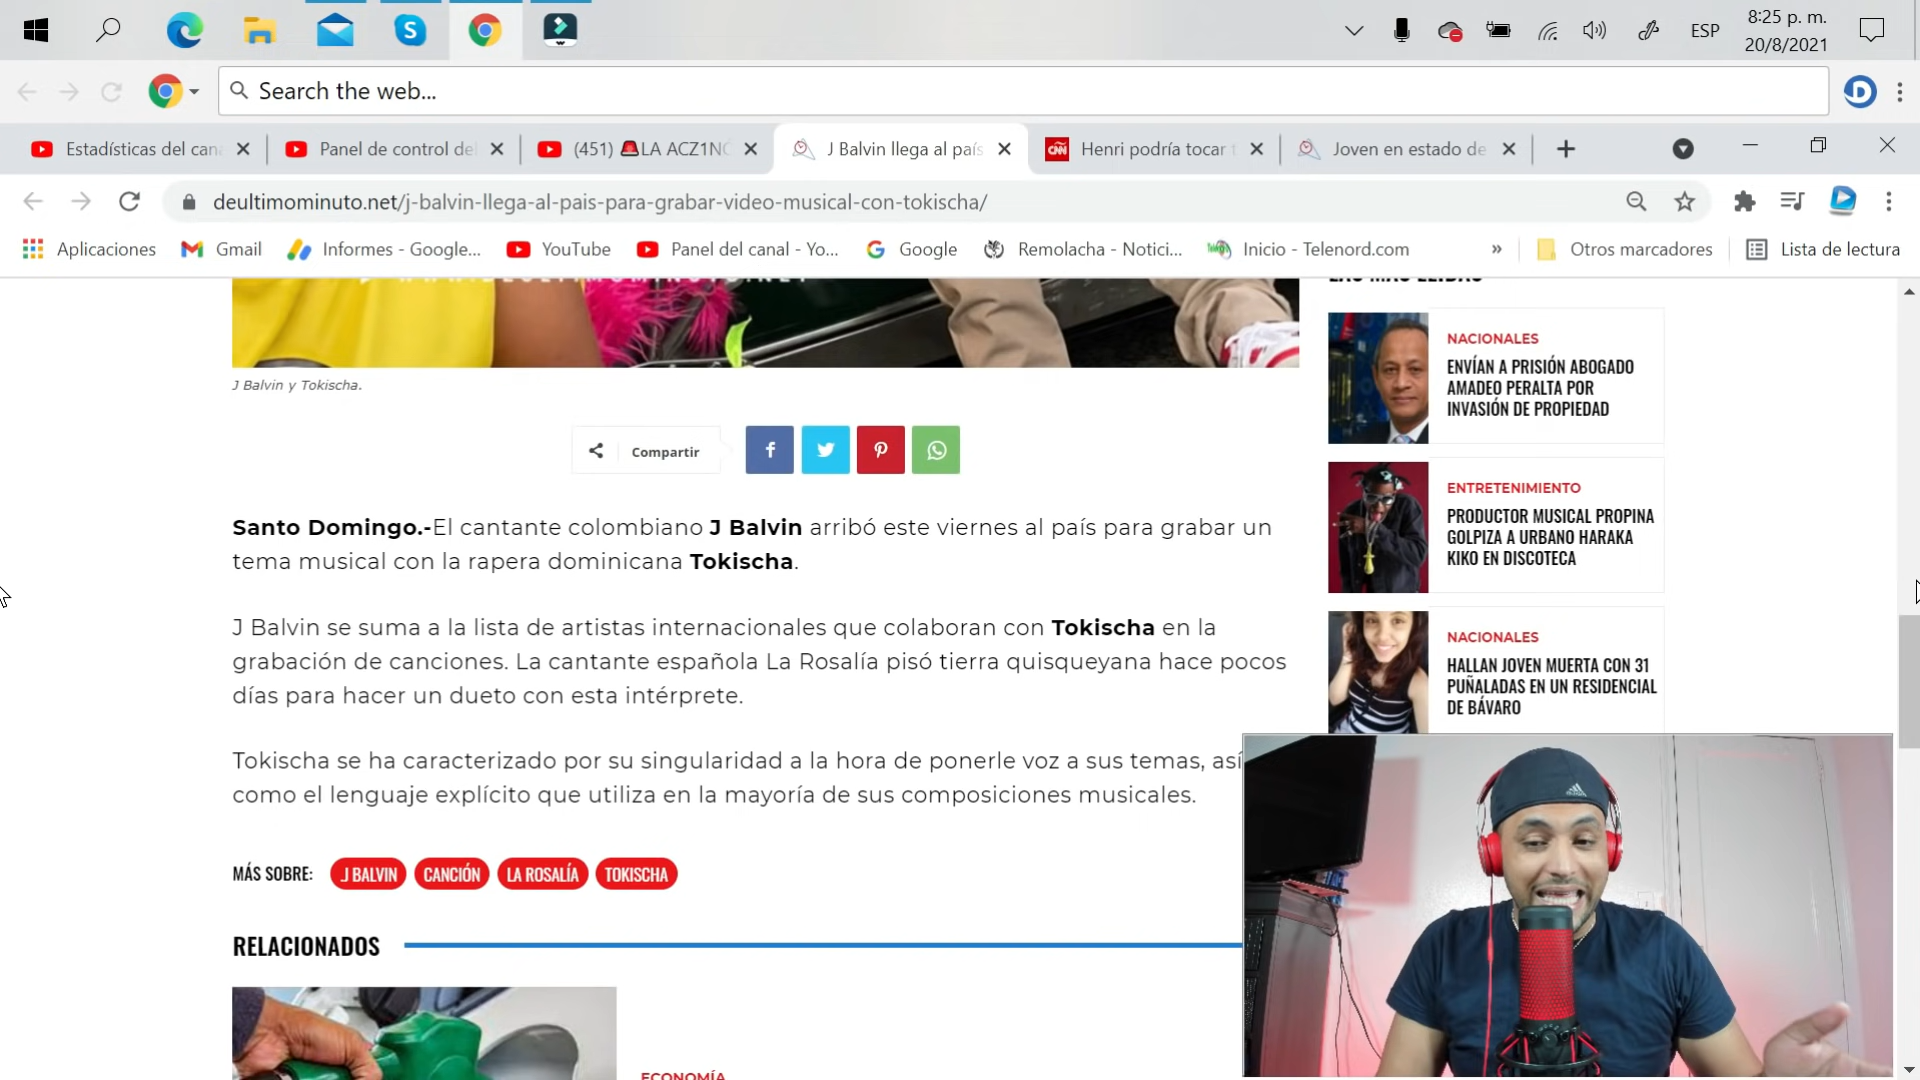 8:25 p. m.
ESP
20/8/2021
Search the web...
Estadísticas del cana
Panel de control del
(451) LA ACZ1NÓ
J Balvin llega al país
Henri podría tocar t
Joven en estado de
deultimominuto.net/j-balvin-llega-al-pais-para-grabar-video-musical-con-tokischa/
Aplicaciones
Gmail
Informes - Google...
YouTube
Panel del canal - Yo...
Google
Remolacha - Notici...
Inicio - Telenord.com
»
Otros marcadores
Lista de lectura
J Balvin y Tokischa.
Compartir
Santo Domingo.-El cantante colombiano J Balvin arribó este viernes al país para grabar un
tema musical con la rapera dominicana Tokischa.
J Balvin se suma a la lista de artistas internacionales que colaboran con Tokischa en la
grabación de canciones. La cantante española La Rosalía pisó tierra quisqueyana hace pocos
días para hacer un dueto con esta intérprete.
Tokischa se ha caracterizado por su singularidad a la hora de ponerle voz a sus temas, así
como el lenguaje explícito que utiliza en la mayoría de sus composiciones musicales.
MÁS SOBRE:
J BALVIN
CANCIÓN
LA ROSALÍA
TOKISCHA
RELACIONADOS
ECONOMÍA
LAS MÁS LEÍDAS
NACIONALES
ENVÍAN A PRISIÓN ABOGADO
AMADEO PERALTA POR
INVASIÓN DE PROPIEDAD
ENTRETENIMIENTO
PRODUCTOR MUSICAL PROPINA
GOLPIZA A URBANO HARAKA
KIKO EN DISCOTECA
NACIONALES
HALLAN JOVEN MUERTA CON 31
PUÑALADAS EN UN RESIDENCIAL
DE BÁVARO